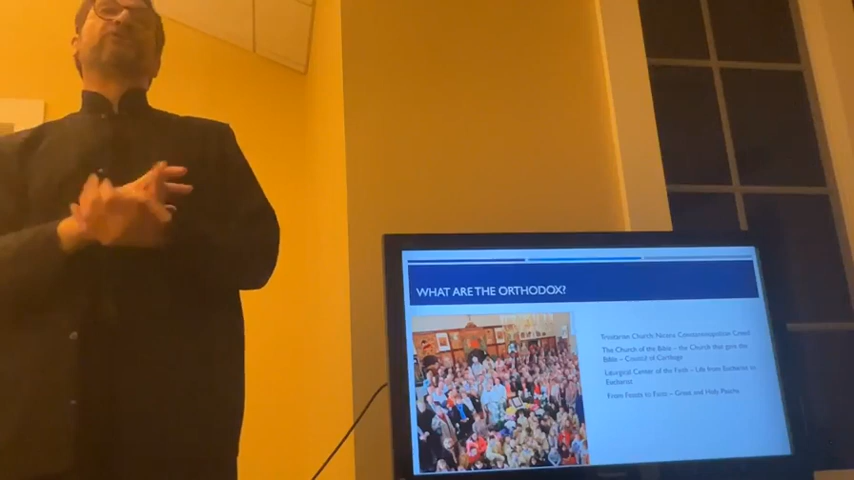 WHAT ARE THE ORTHODOX?
Trinitarian Church: Nicene Constantinopolitan Creed
The Church of the Bible – the Church that gave the
Bible – Council of Carthage
Liturgical Center of the Faith – Life from Eucharist to
Eucharist
From Feasts to Fasts – Great and Holy Pascha